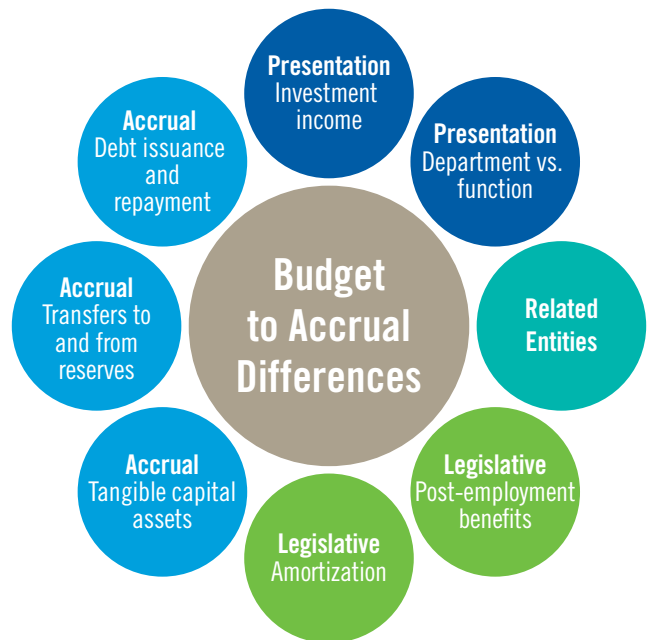 Presentation
Investment
income
Presentation
Department vs.
function
Related
Entities
Legislative
Post-employment
benefits
Legislative
Amortization
Accrual
Tangible capital
assets
Accrual
Transfers to
and from
reserves
Accrual
Debt issuance
and
repayment
Budget
to Accrual
Differences